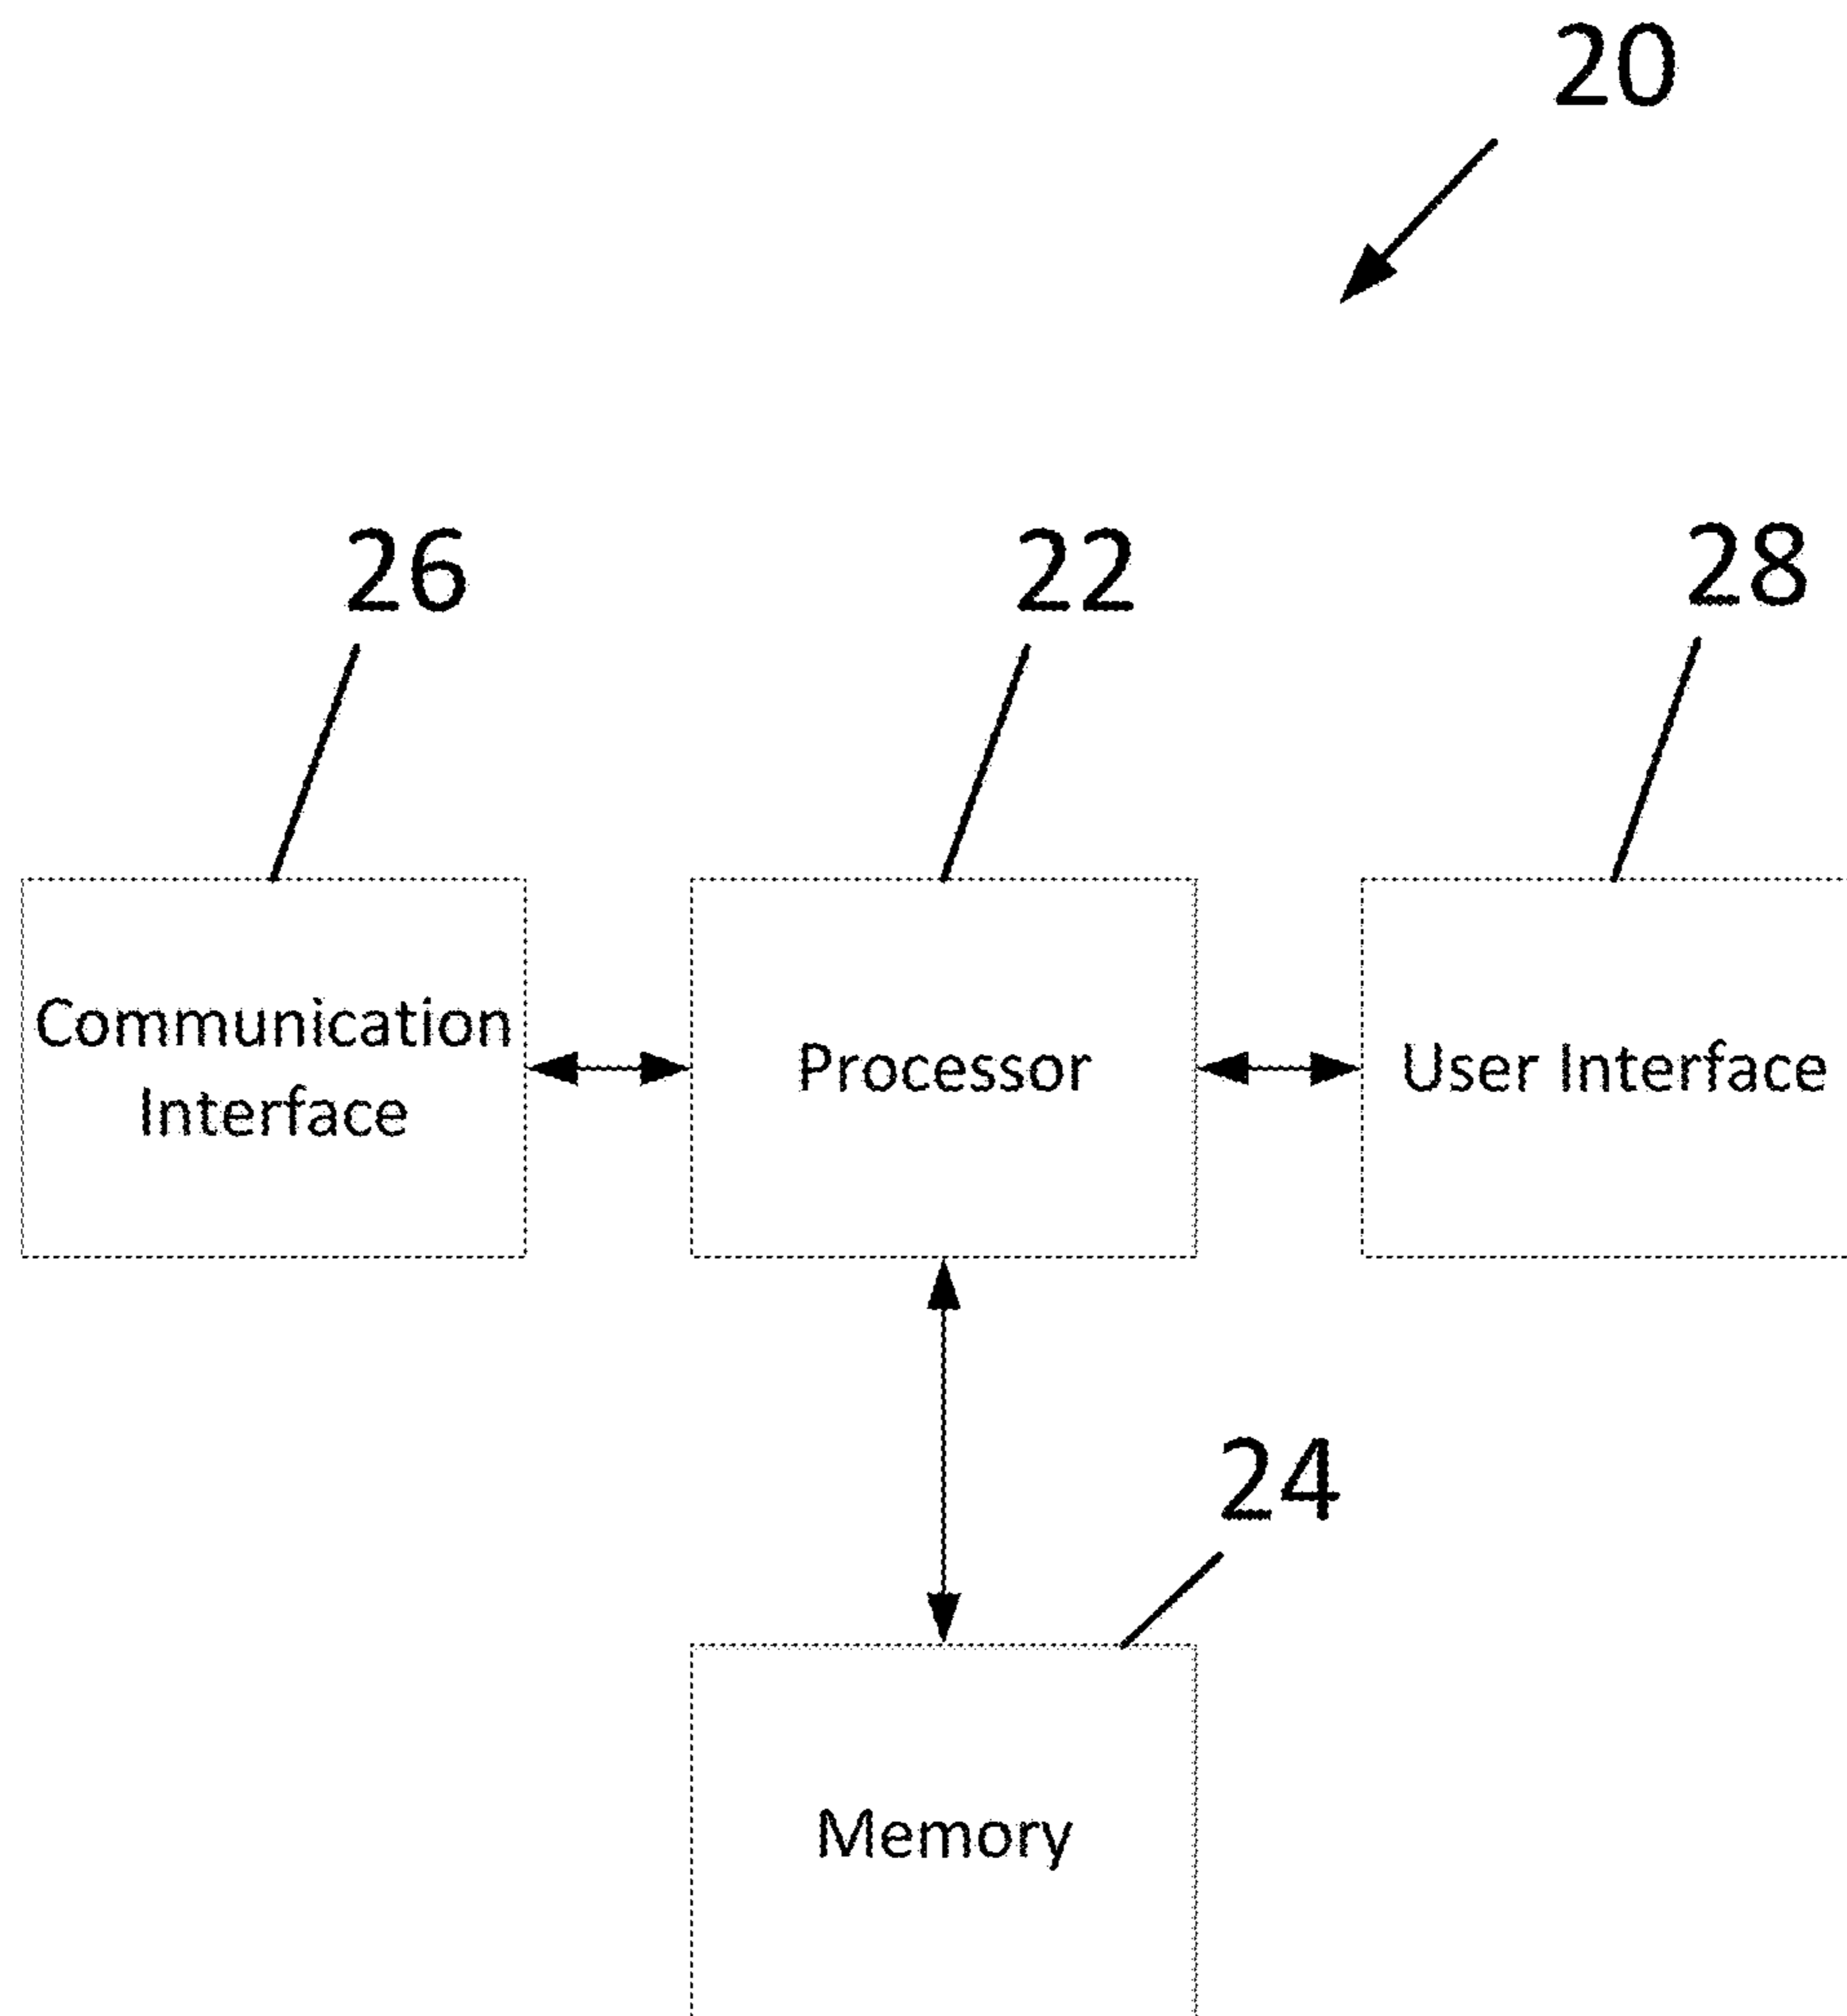 20
26
22
28
Communication
Interface
Processor
User Interface
24
Memory